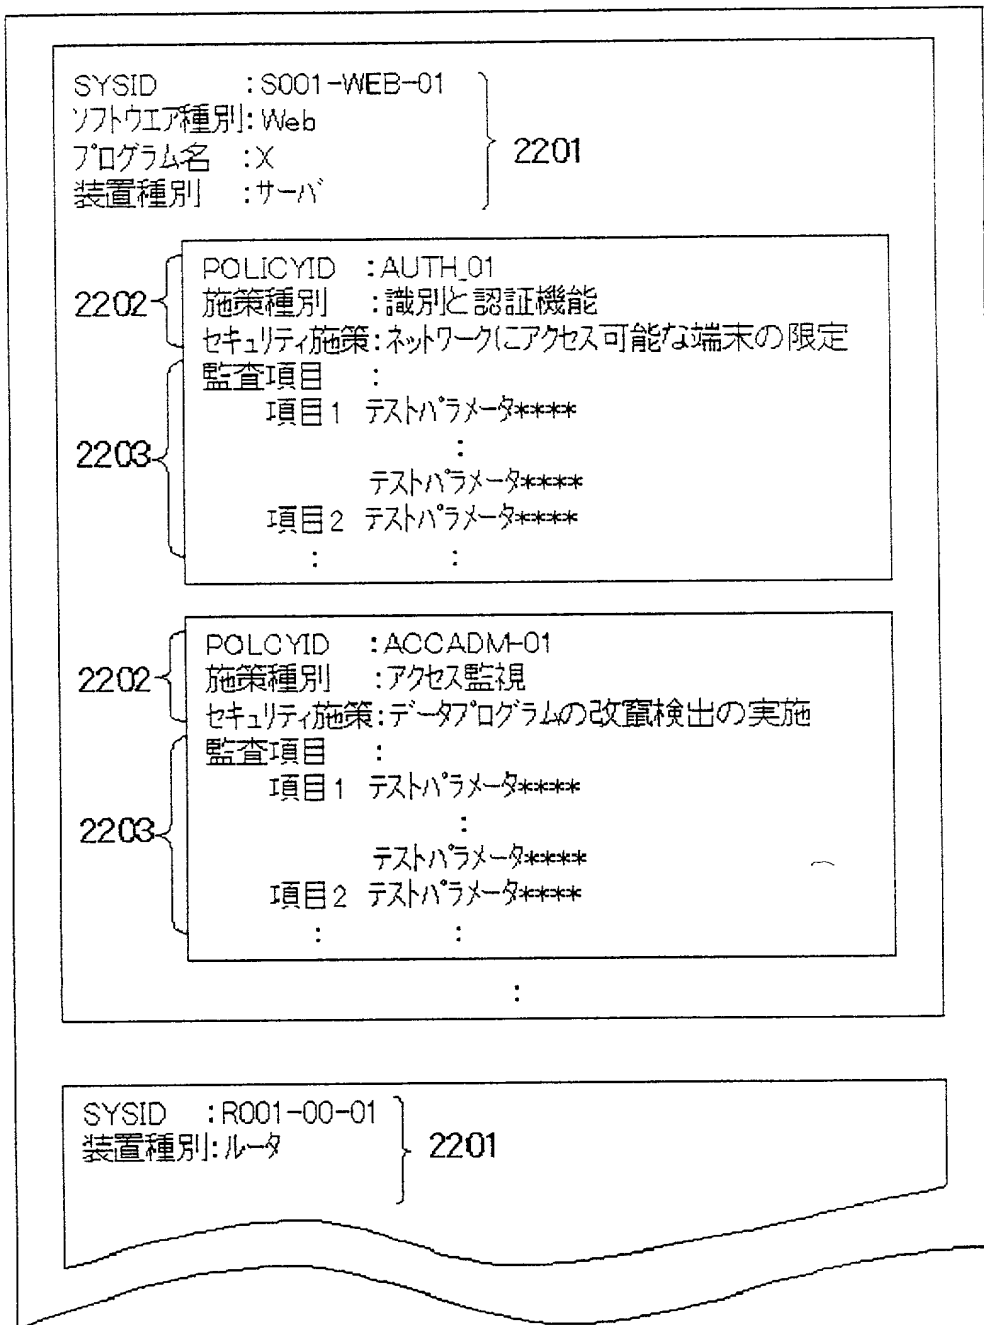 SYSID :S001-WEB-01
ソフトウエア種別:Web
プログラム名 :X
2201
装置種別 :サーバ
POLICYID :AUTH_01
2202
施策種別 :識別と認証機能
セキュリティ施策:ネットワークにアクセス可能な端末の限定
監査項目 :
項目1 テストパラメータ****
2203
:
テストパラメータ****
項目2 テストパラメータ****
: :
POLCYID :ACCADM-01
2202
施策種別 :アクセス監視
セキュリティ施策:データプログラムの改竄検出の実施
監査項目 :
項目1 テストパラメータ****
2203
:
テストパラメータ****
項目2 テストパラメータ****
: :
:
SYSID :R001-00-01
装置種別:ルータ
2201